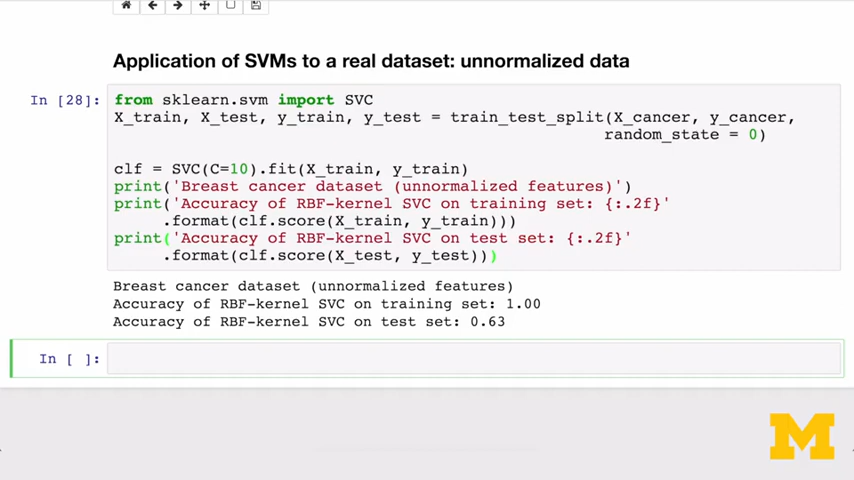 Application of SVMs to a real dataset: unnormalized data
In [28]:
from sklearn.svm import SVC
X_train, X_test, y_train, y_test = train_test_split(X_cancer, y_cancer,
random_state = 0)
clf = SVC(C=10).fit(X_train, y_train)
print('Breast cancer dataset (unnormalized features)')
print('Accuracy of RBF-kernel SVC on training set: {:.2f}'
.format(clf.score(X_train, y_train)))
print('Accuracy of RBF-kernel SVC on test set: {:.2f}'
.format(clf.score(X_test, y_test)))
Breast cancer dataset (unnormalized features)
Accuracy of RBF-kernel SVC on training set: 1.00
Accuracy of RBF-kernel SVC on test set: 0.63
In [ ]:
M